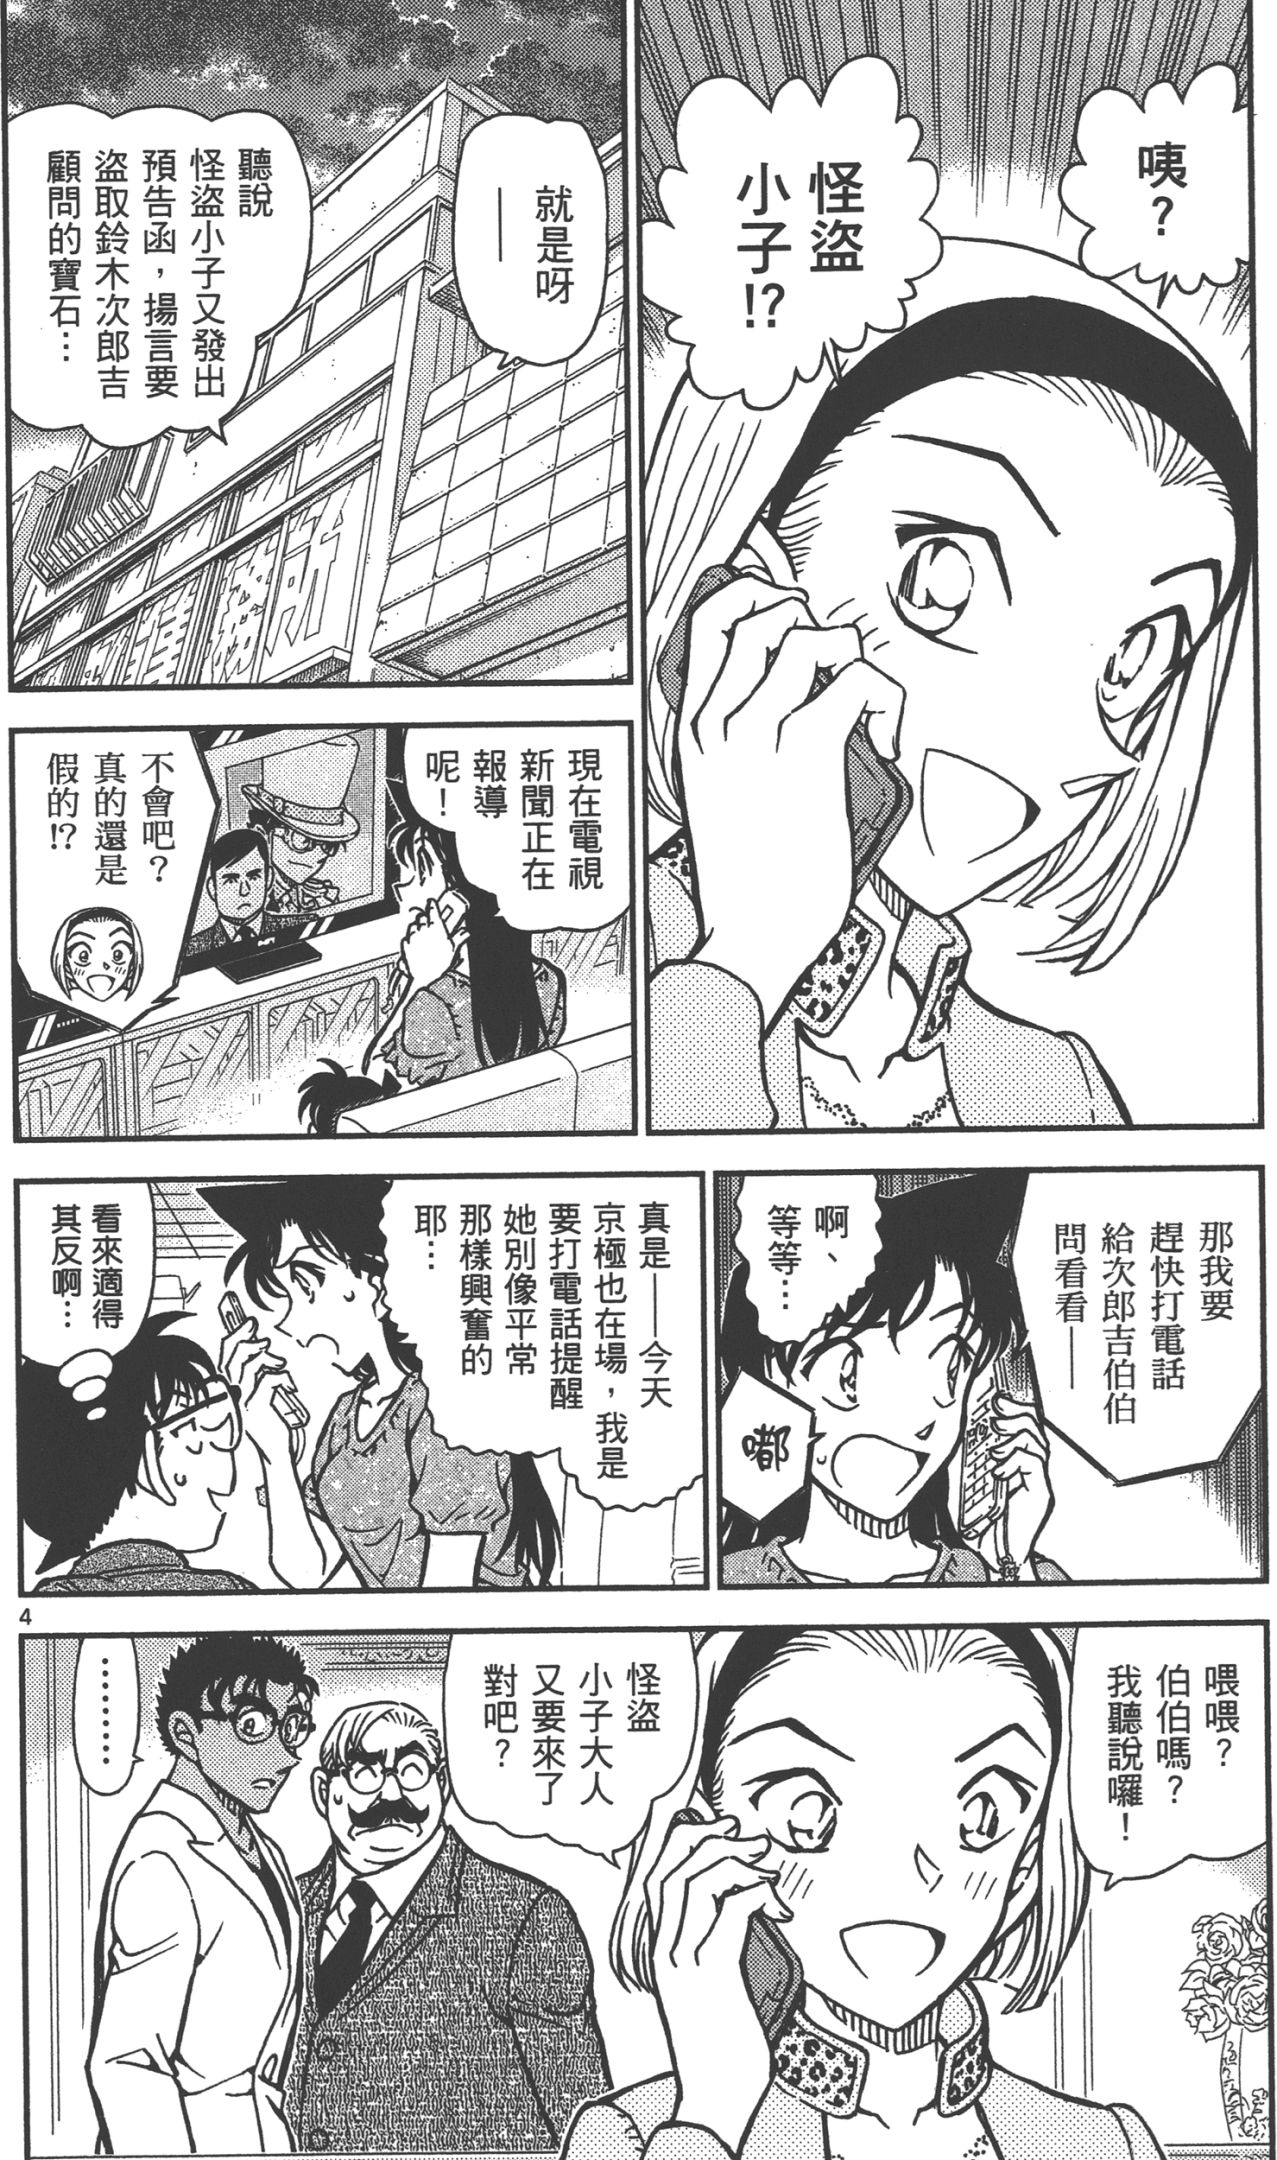 咦？
怪盜
小子!?
就是呀
──
聽說
怪盜小子又發出
預告函，揚言要
盜取鈴木次郎吉
顧問的寶石…
現在電視
新聞正在
報導
呢！
不會吧？
真的還是
假的!?
那我要
趕快打電話
給次郎吉伯伯
問看看──
啊、
等等…
嘟
真是──今天
京極也在場，我是
要打電話提醒
她別像平常
那樣興奮的
耶…
看來適得
其反啊…
4
喂喂？
伯伯嗎？
我聽說囉！
怪盜
小子大人
又要來了
對吧？
………